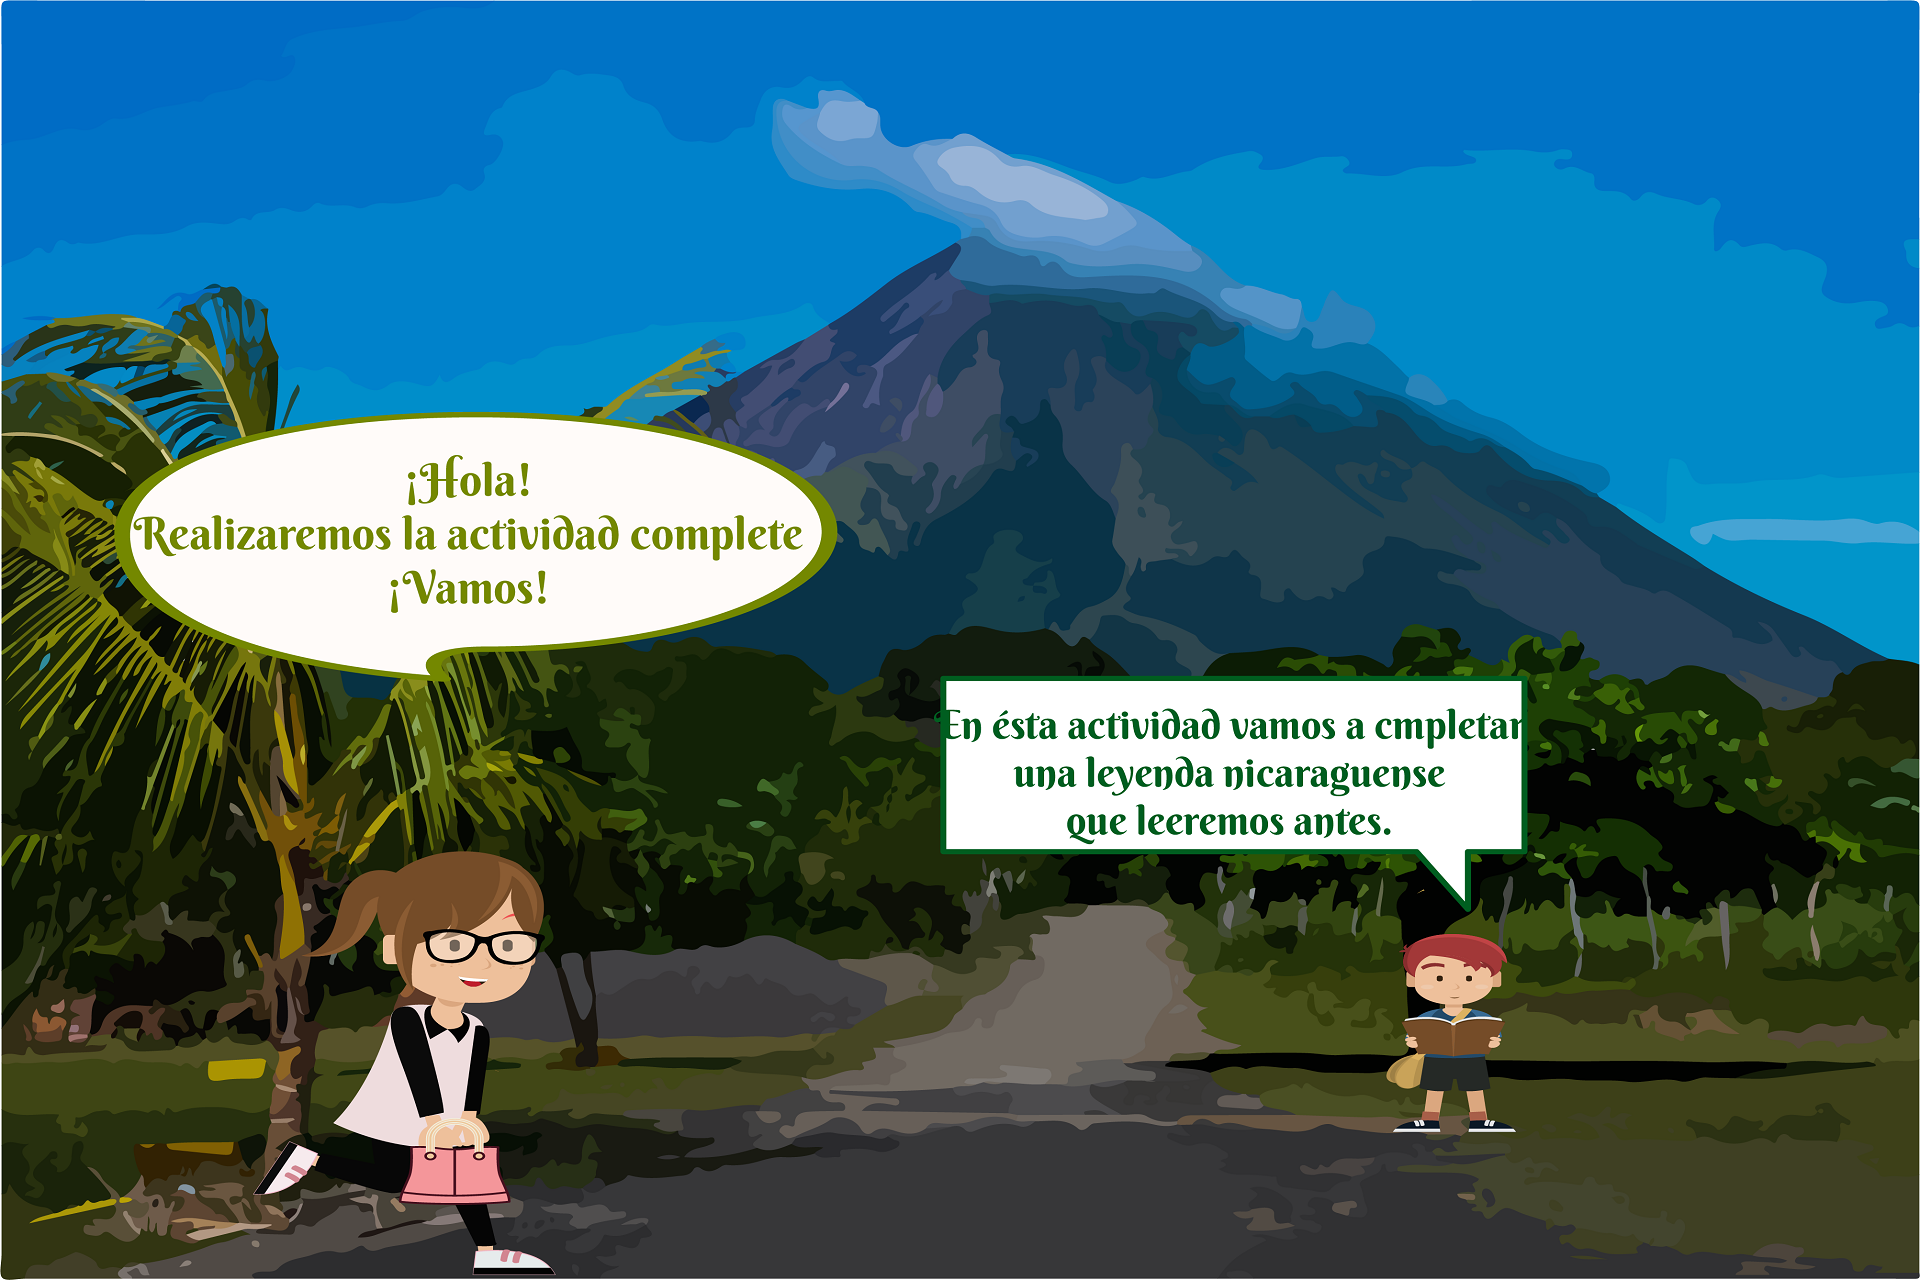 ¡Hola!
Realizaremos la actividad complete
¡Vamos!
En ésta actividad vamos a cmpletar
una leyenda nicaraguense
que leeremos antes.